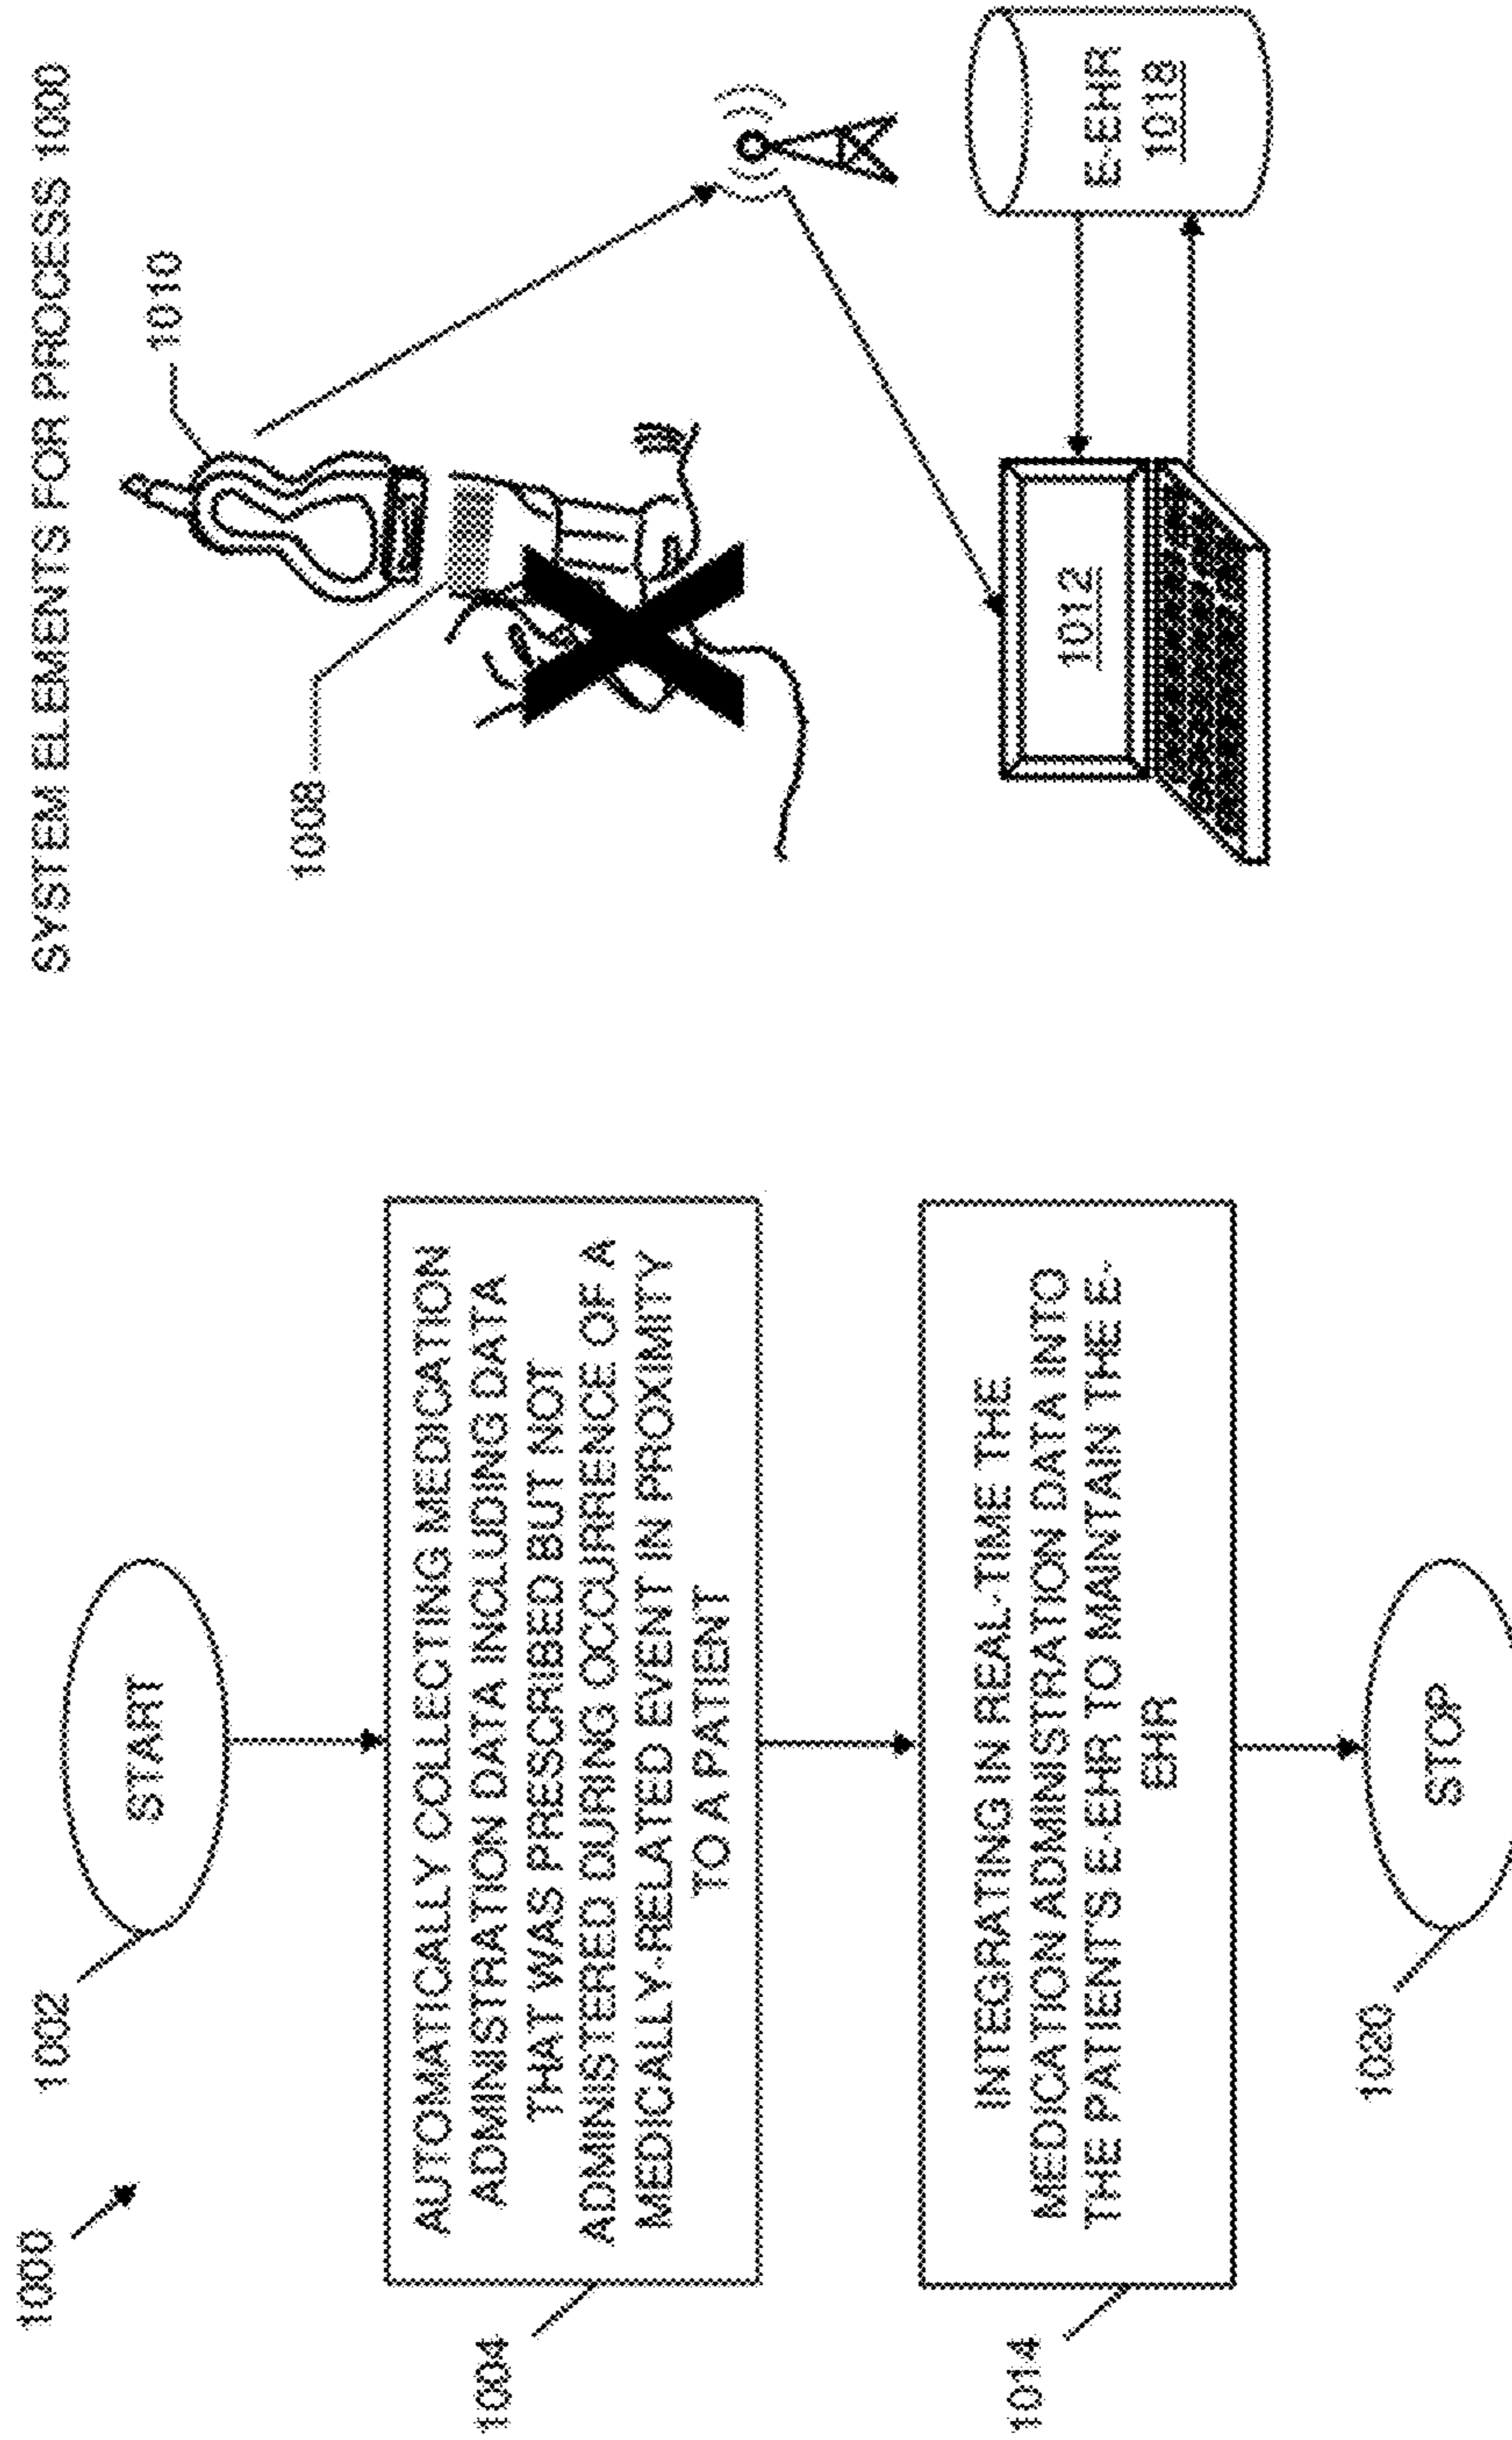 1000
1002
START
1004
AUTOMATICALLY COLLECTING MEDICATION
ADMINISTRATION DATA INCLUDING DATA
THAT WAS PRESCRIBED BUT NOT
ADMINISTERED DURING OCCURRENCE OF A
MEDICALLY-RELATED EVENT IN PROXIMITY
TO A PATIENT
1014
INTEGRATING IN REAL-TIME THE
MEDICATION ADMINISTRATION DATA INTO
THE PATIENT'S E-EHR TO MAINTAIN THE E-
EHR
1020
STOP
SYSTEM ELEMENTS FOR PROCESS 1000
1010
1008
1012
E-EHR
1018